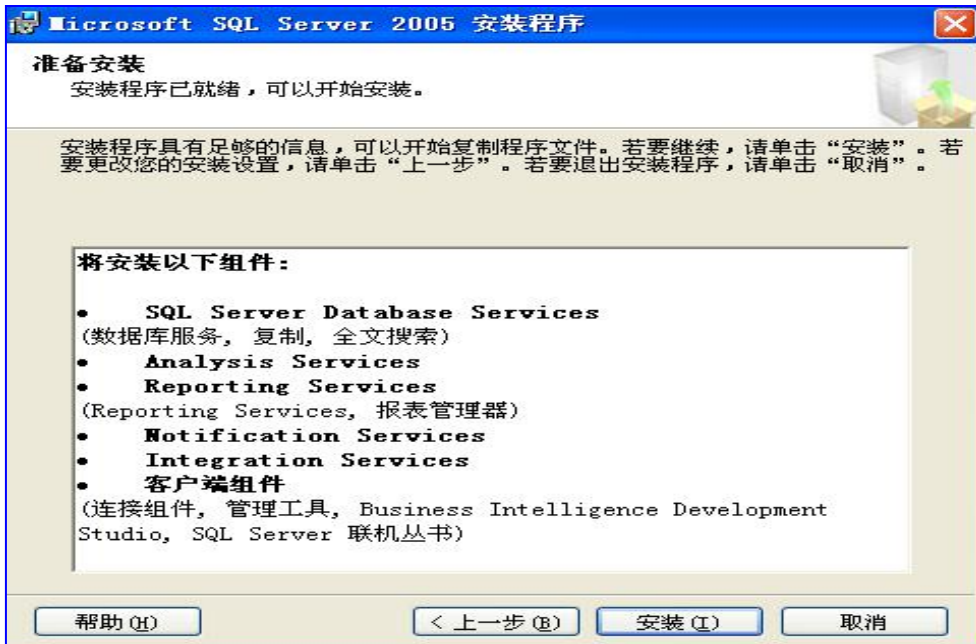 Microsoft SQL Server 2005 安装程序
准备安装
安装程序已就绪，可以开始安装。
安装程序具有足够的信息，可以开始复制程序文件。若要继续，请单击“安装”。若
要更改您的安装设置，请单击“上一步”。若要退出安装程序，请单击“取消”。
将安装以下组件：
• SQL Server Database Services
(数据库服务, 复制, 全文搜索)
• Analysis Services
• Reporting Services
(Reporting Services, 报表管理器)
• Notification Services
• Integration Services
• 客户端组件
(连接组件, 管理工具, Business Intelligence Development
Studio, SQL Server 联机丛书)
帮助(H) < 上一步(B) 安装(I) 取消